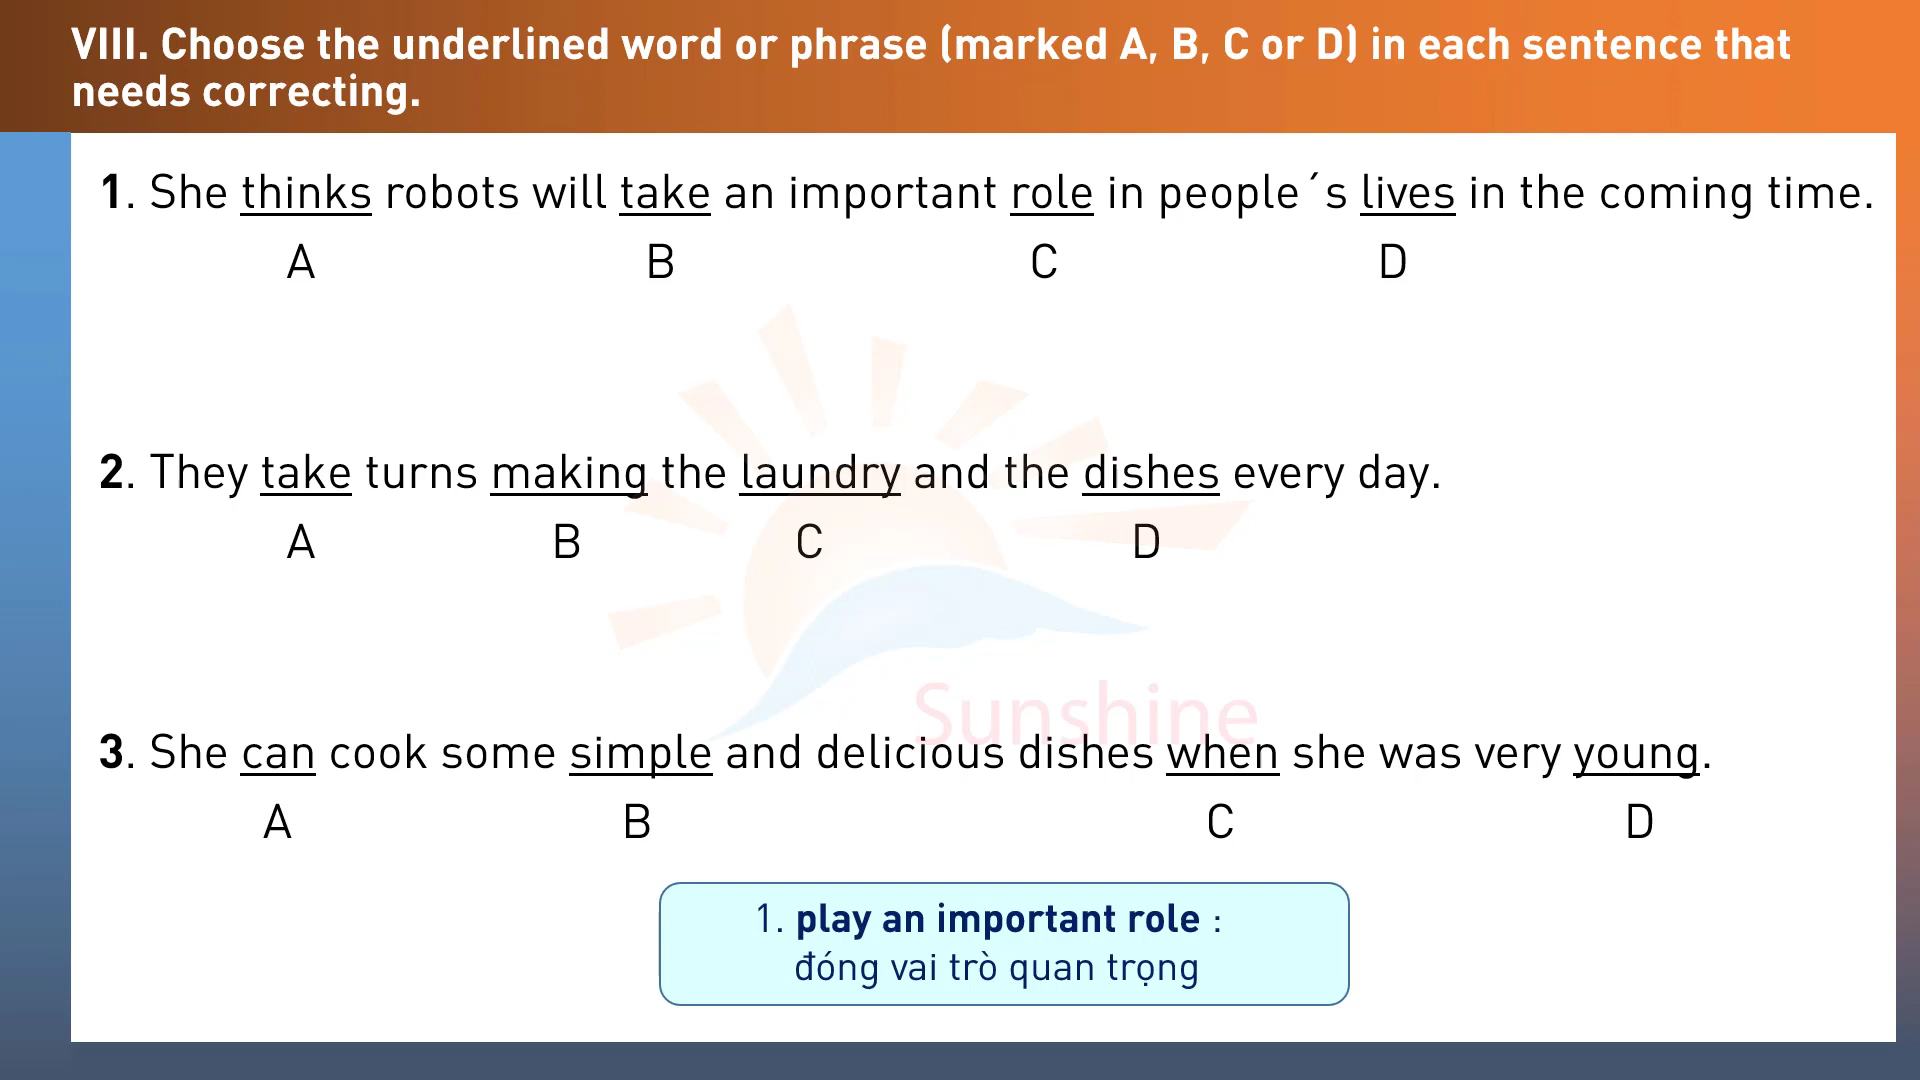 VIII. Choose the underlined word or phrase (marked A, B, C or D) in each sentence that
needs correcting.
1. She thinks robots will take an important role in people´s lives in the coming time.
A B C D
2. They take turns making the laundry and the dishes every day.
A B C D
Sunshine
3. She can cook some simple and delicious dishes when she was very young.
A B C D
1. play an important role :
đóng vai trò quan trọng